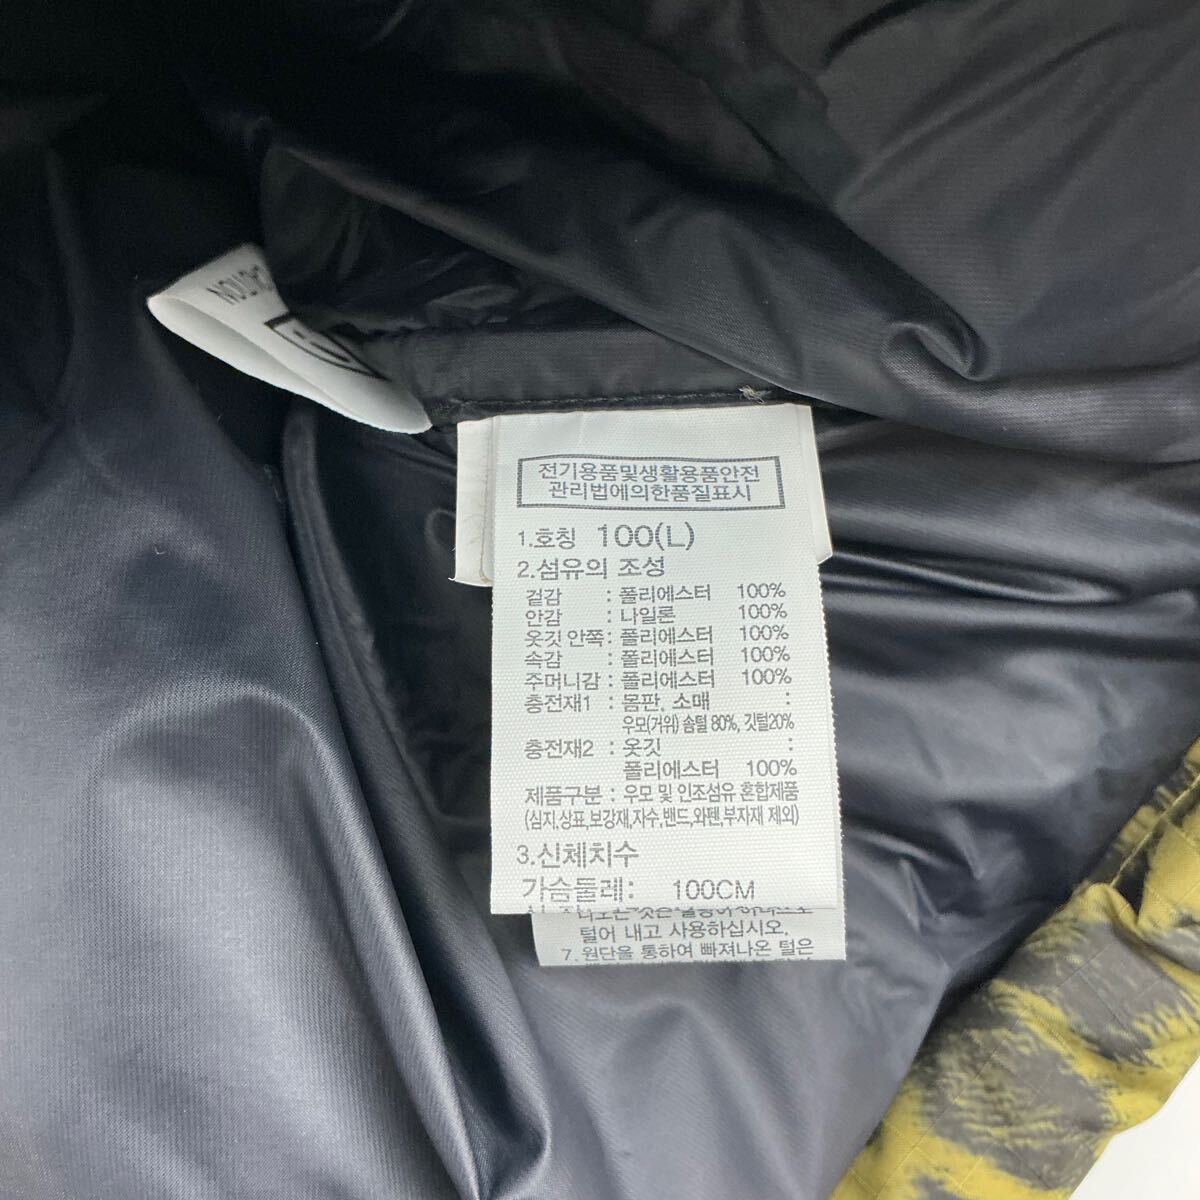 CAUTION
전기용품및생활용품안전
관리법에의한품질표시
1.호칭 100(L)
2.섬유의 조성
겉감 : 폴리에스터 100%
안감 : 나일론 100%
옷깃 안쪽 : 폴리에스터 100%
속감 : 폴리에스터 100%
주머니감 : 폴리에스터 100%
충전재1 : 몸판, 소매 :
우모(거위) 솜털 80%, 깃털20%
충전재2 : 옷깃 :
폴리에스터 100%
제품구분 : 우모 및 인조섬유 혼합제품
(심지,상표,보강재,자수,밴드,와펜,부자재 제외)
3.신체치수
가슴둘레: 100CM
털어 내고 사용하십시오.
7. 원단을 통하여 빠져나온 털은